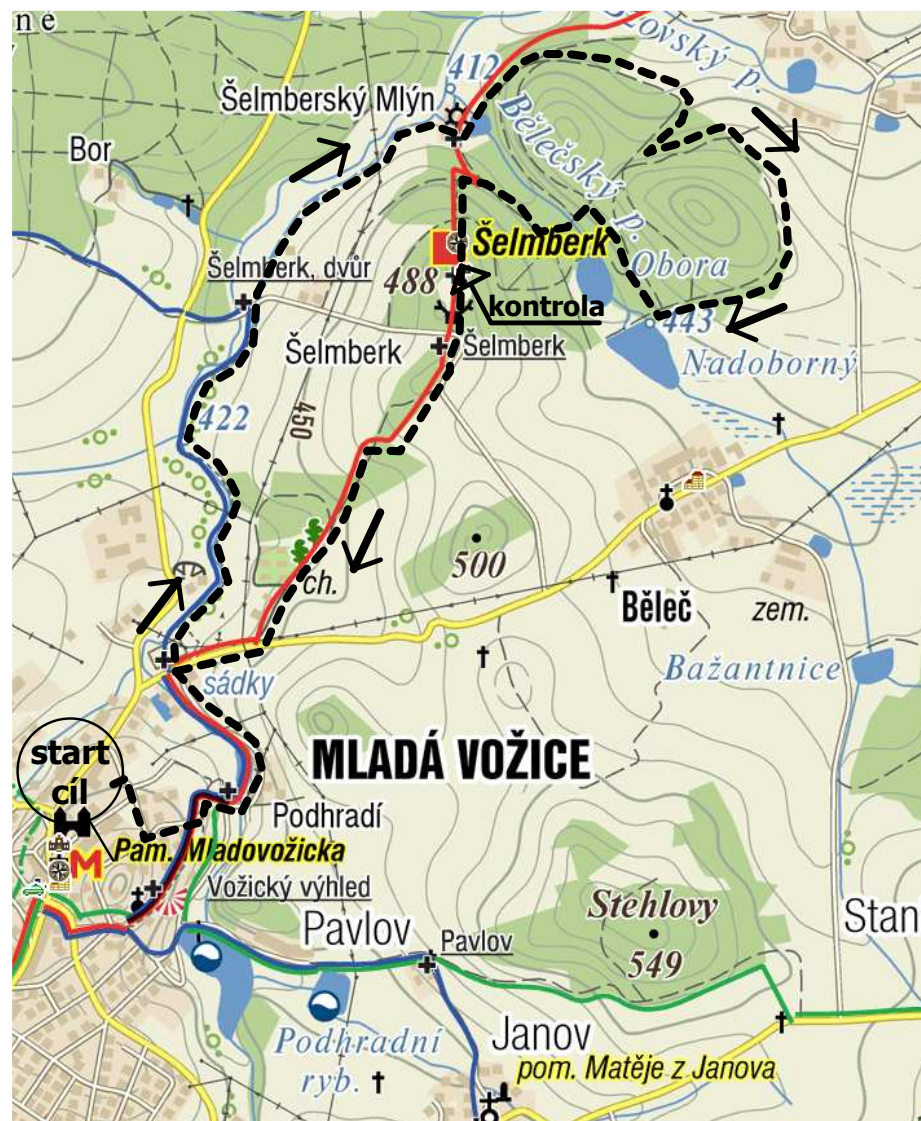 né
412
Šelmberský Mlýn
Bor
Bělečský p.
Šelmberk
Obora
Šelmberk, dvůr
488
kontrola
443
Šelmberk
Šelmberk
Nadoborný
422
450
500
ch.
Běleč
zem.
sádky
Bažantnice
start
cíl
MLADÁ VOŽICE
Podhradí
Pam. Mladovožicka
M
Vožický výhled
Stehlovy
549
Stan
Pavlov
Pavlov
Podhradní
ryb.
Janov
pom. Matěje z Janova